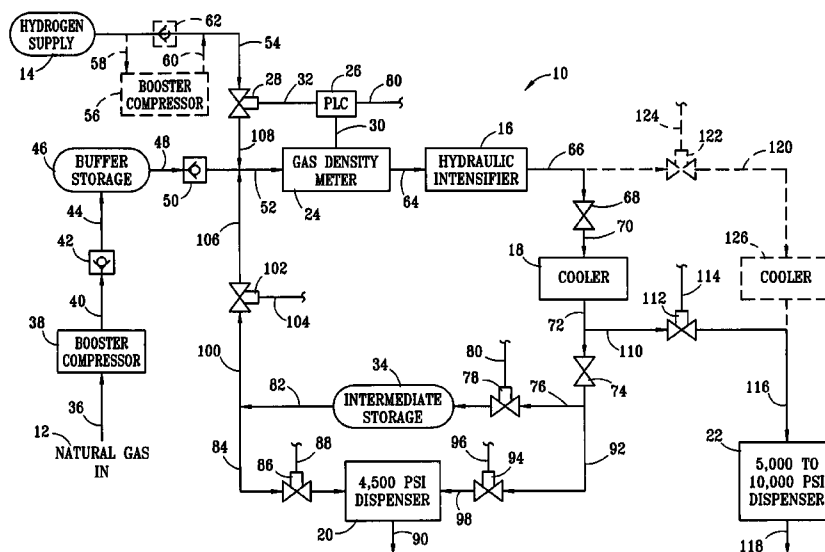 HYDROGEN
SUPPLY
14
62
58
60
54
BOOSTER
COMPRESSOR
56
28
32
26
PLC
80
30
10
108
46
BUFFER
STORAGE
48
50
52
GAS DENSITY
METER
24
64
16
HYDRAULIC
INTENSIFIER
66
124
122
120
68
70
44
42
40
106
102
104
18
COOLER
126
COOLER
72
114
112
110
38
BOOSTER
COMPRESSOR
36
12
NATURAL GAS
IN
100
82
34
INTERMEDIATE
STORAGE
80
78
76
74
116
84
86
88
4,500 PSI
DISPENSER
20
90
96
94
98
92
22
5,000 TO
10,000 PSI
DISPENSER
118